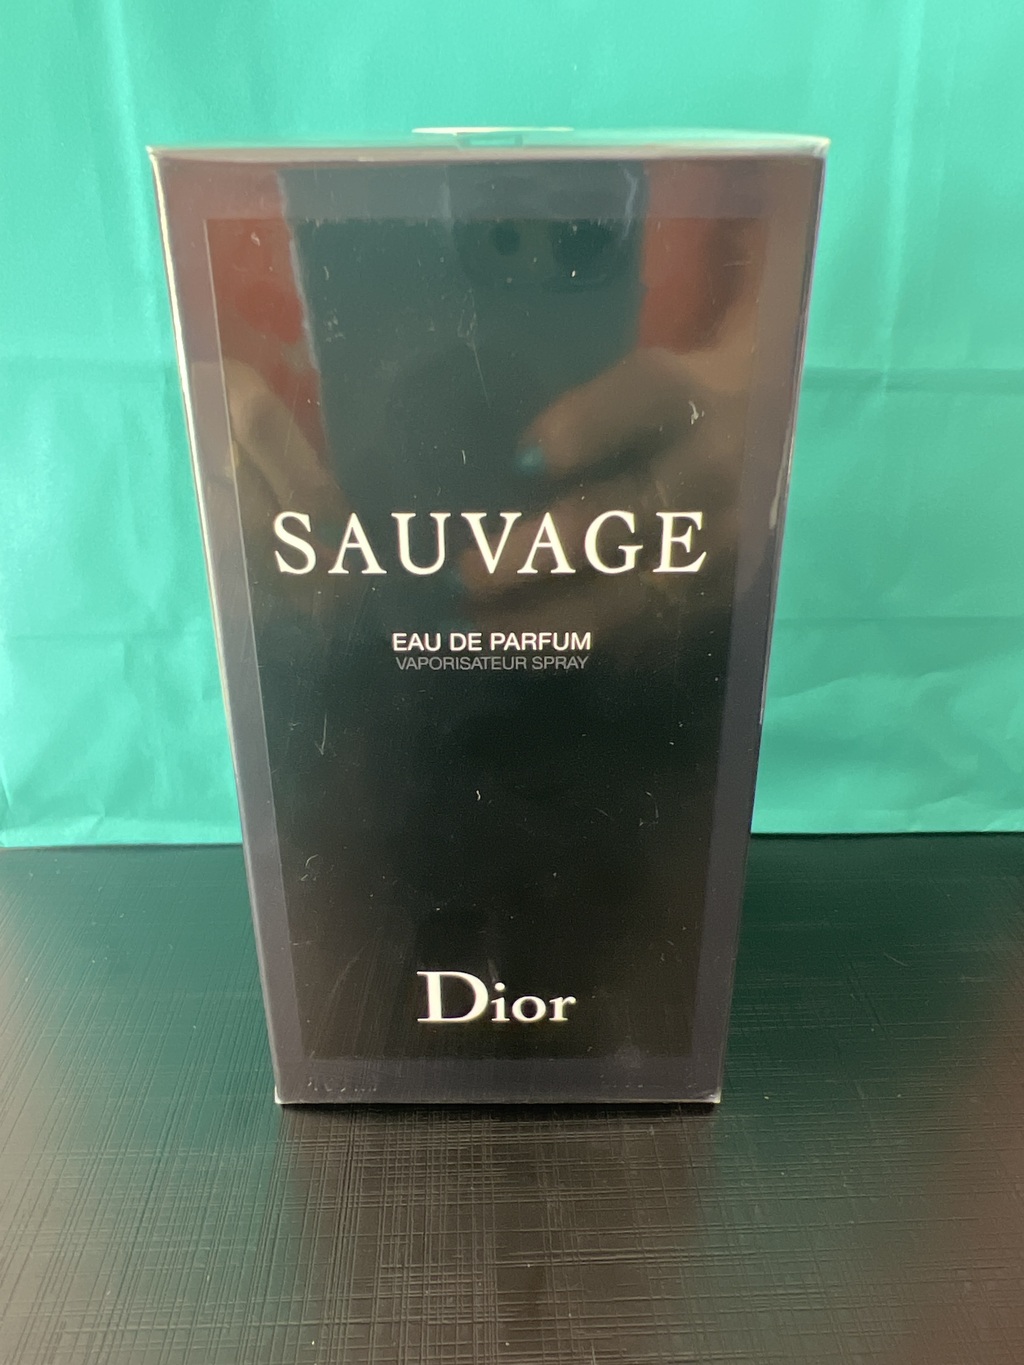 SAUVAGE
EAU DE PARFUM
VAPORISATEUR SPRAY
Dior